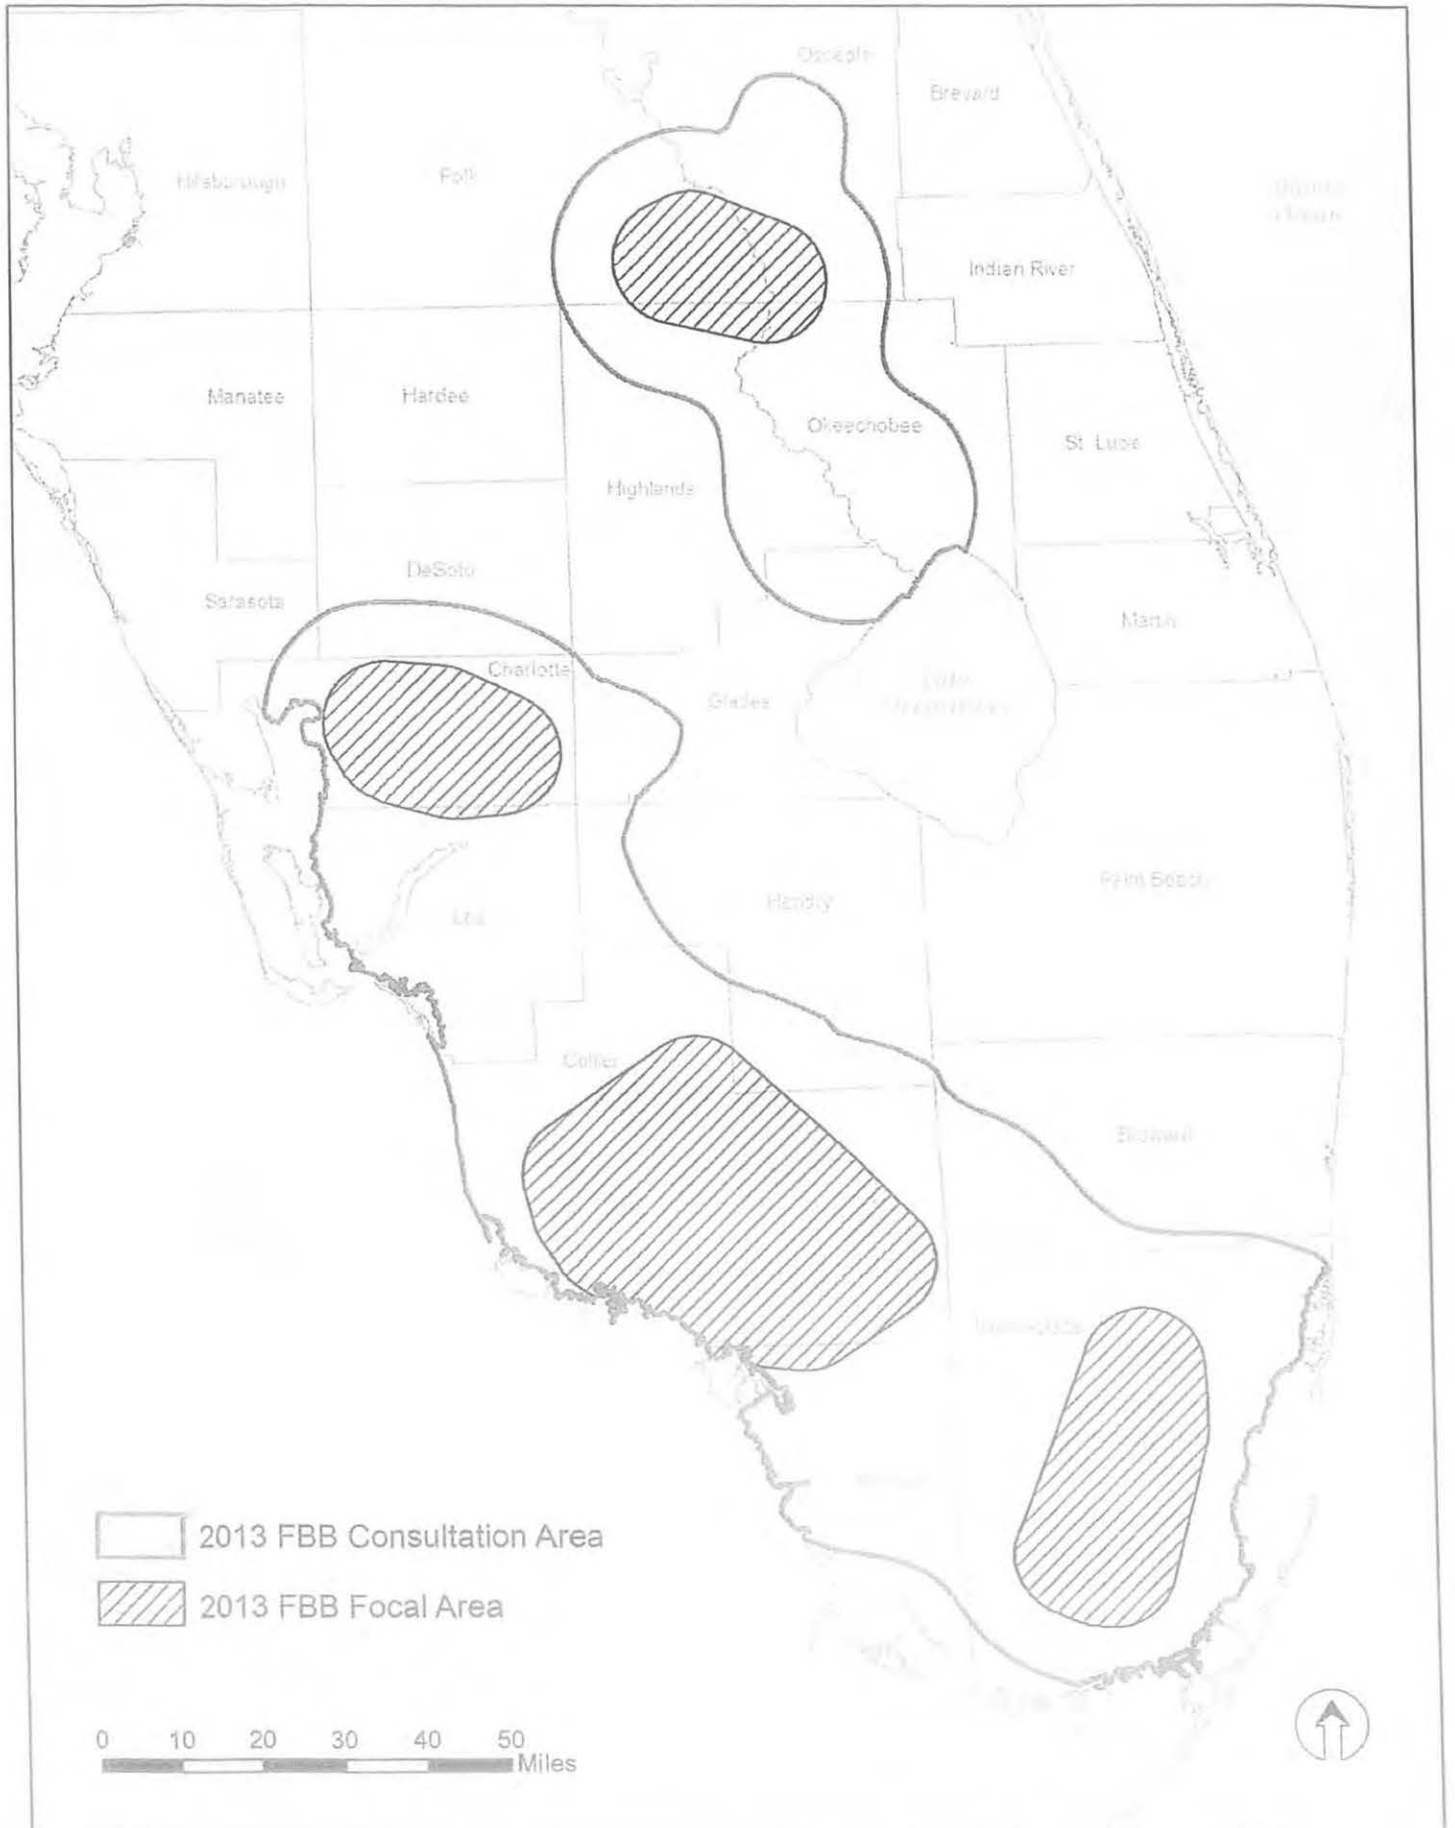 Osceola
Brevard
Hillsborough
Polk
Indian River
Manatee
Hardee
Okeechobee
St. Lucie
Highlands
DeSoto
Sarasota
Martin
Charlotte
Glades
Lake
Okeechobee
Palm Beach
Hendry
Lee
Collier
Broward
2013 FBB Consultation Area
2013 FBB Focal Area
0 10 20 30 40 50
Miles